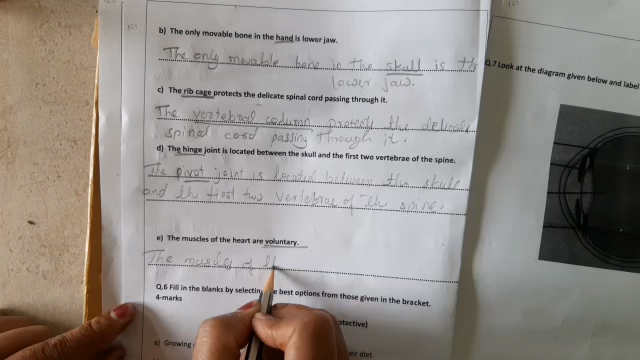 b) The only movable bone in the hand is lower jaw.
The only movable bone in the skull is the
lower jaw.
Q.7 Look at the diagram given below and label
c) The rib cage protects the delicate spinal cord passing through it.
The vertebral column protects the delicate
spinal cord passing through it.
d) The hinge joint is located between the skull and the first two vertebrae of the spine.
The pivot joint is located between the skull
and the first two vertebrae of the spine.
e) The muscles of the heart are voluntary.
The muscles of
Q.6 Fill in the blanks by selecting best options from those given in the bracket.
4-marks
a) Growing
eir diet.